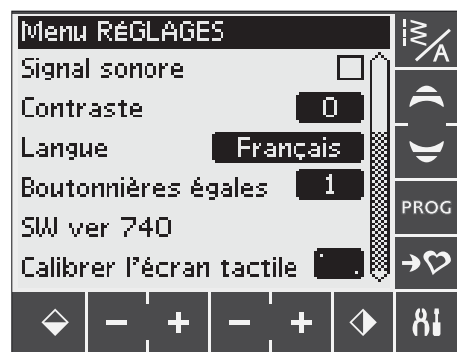 Menu RÉGLAGES
Signal sonore
Contraste 0
Langue Français
Boutonnières égales 1
SW ver 740
Calibrer l'écran tactile
A
PROG
- + - +